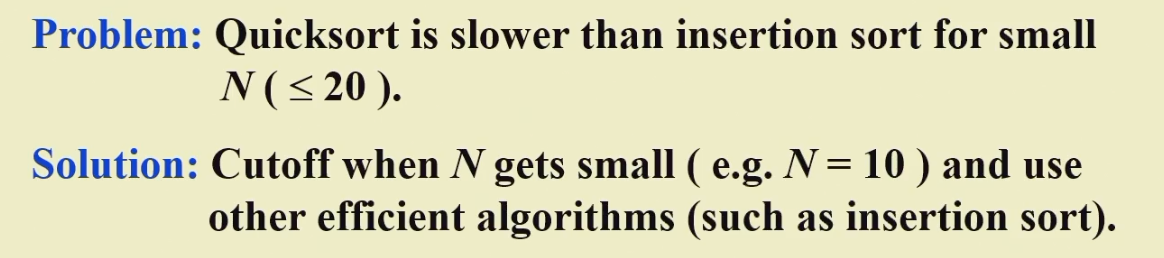 Problem: Quicksort is slower than insertion sort for small
N ( ≤ 20 ).
Solution: Cutoff when N gets small ( e.g. N = 10 ) and use
other efficient algorithms (such as insertion sort).